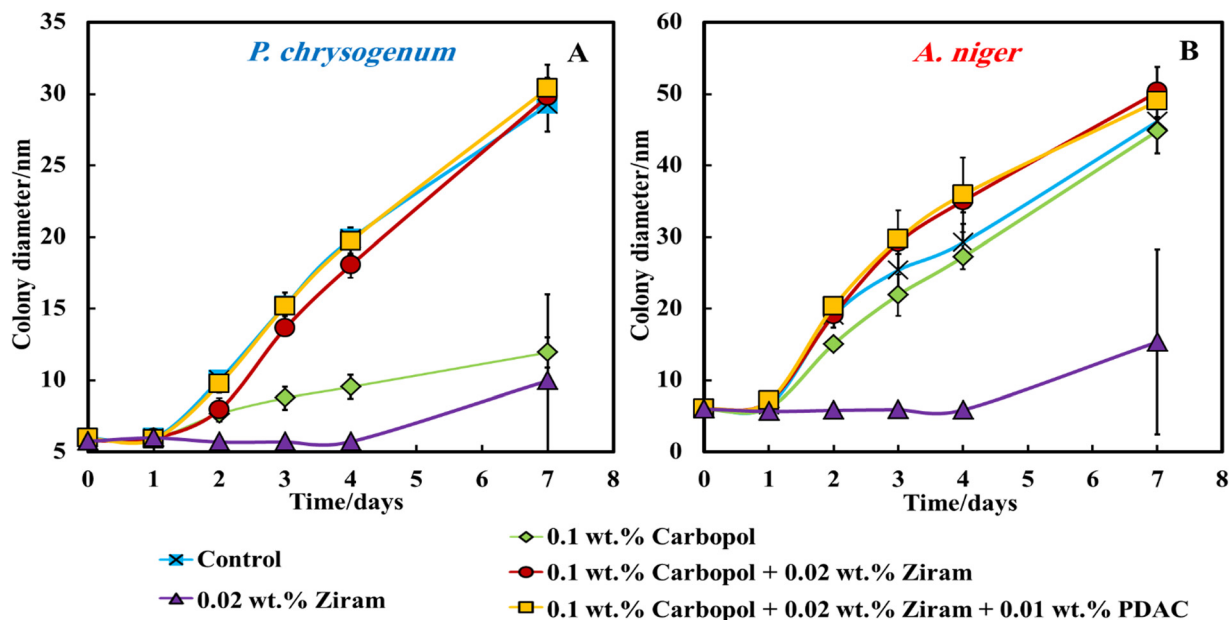 P. chrysogenum A
35
30
25
20
15
10
5
Colony diameter/nm
0 1 2 3 4 5 6 7 8
Time/days
A. niger B
60
50
40
30
20
10
0
Colony diameter/nm
0 1 2 3 4 5 6 7 8
Time/days
Control
0.02 wt.% Ziram
0.1 wt.% Carbopol
0.1 wt.% Carbopol + 0.02 wt.% Ziram
0.1 wt.% Carbopol + 0.02 wt.% Ziram + 0.01 wt.% PDAC